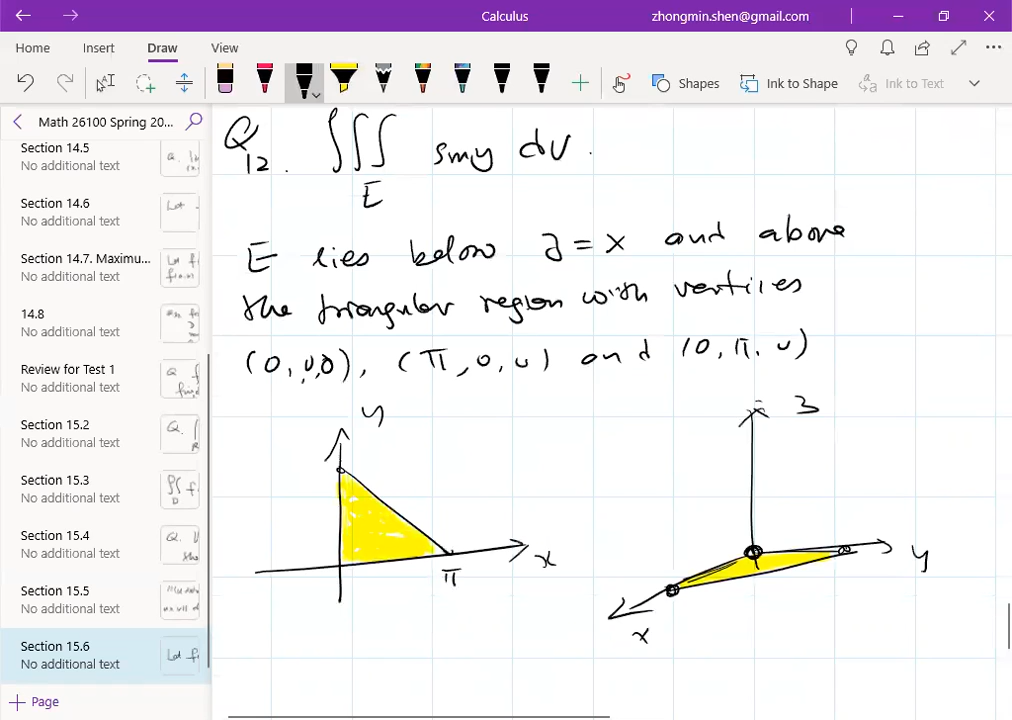 Calculus
zhongmin.shen@gmail.com
Home
Insert
Draw
View
Shapes
Ink to Shape
Ink to Text
Math 26100 Spring 20...
Section 14.5
No additional text
Section 14.6
No additional text
Section 14.7. Maximu...
No additional text
14.8
No additional text
Review for Test 1
No additional text
Section 15.2
No additional text
Section 15.3
No additional text
Section 15.4
No additional text
Section 15.5
No additional text
Section 15.6
No additional text
Page
Q 12. ∭_E sin y dV.
E lies below z = x and above
the triangular region with vertices
(0,0,0), (π,0,0) and (0,π,0)
y
x
π
z
y
x